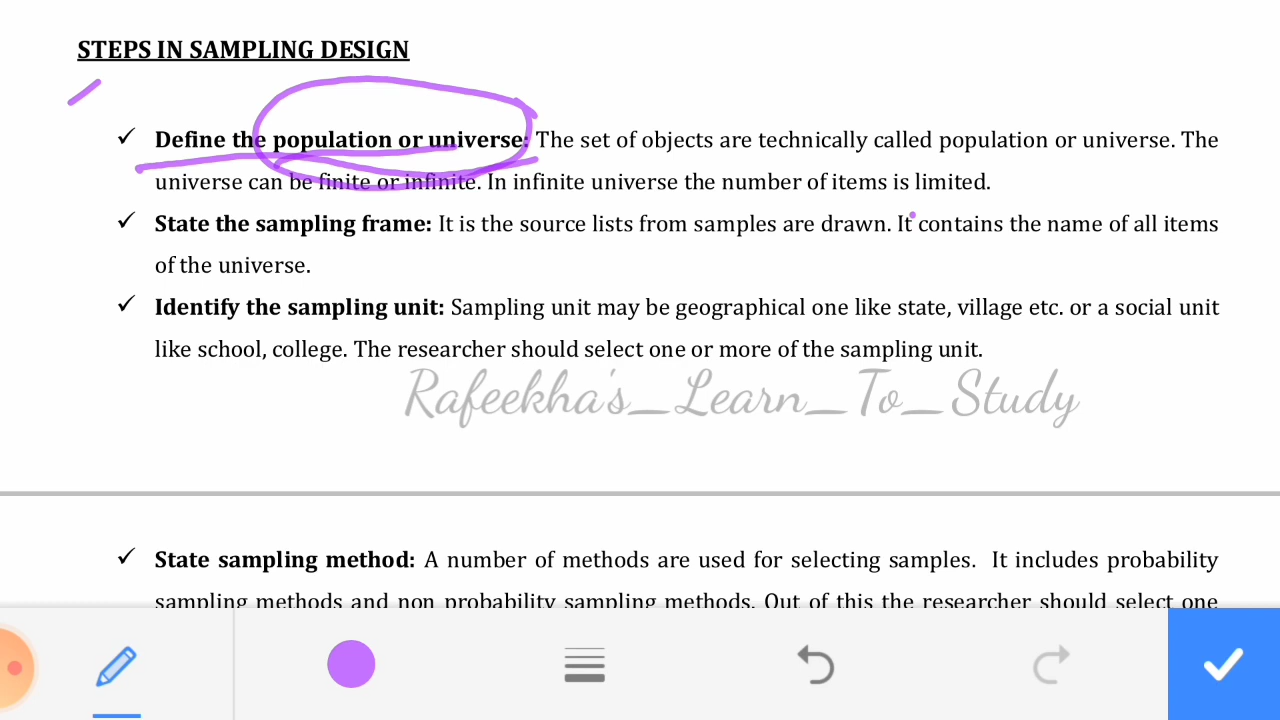 STEPS IN SAMPLING DESIGN
✓ Define the population or universe: The set of objects are technically called population or universe. The
universe can be finite or infinite. In infinite universe the number of items is limited.
✓ State the sampling frame: It is the source lists from samples are drawn. It contains the name of all items
of the universe.
✓ Identify the sampling unit: Sampling unit may be geographical one like state, village etc. or a social unit
like school, college. The researcher should select one or more of the sampling unit.
Rafeekha's_Learn_To_Study
✓ State sampling method: A number of methods are used for selecting samples. It includes probability
sampling methods and non probability sampling methods. Out of this the researcher should select one